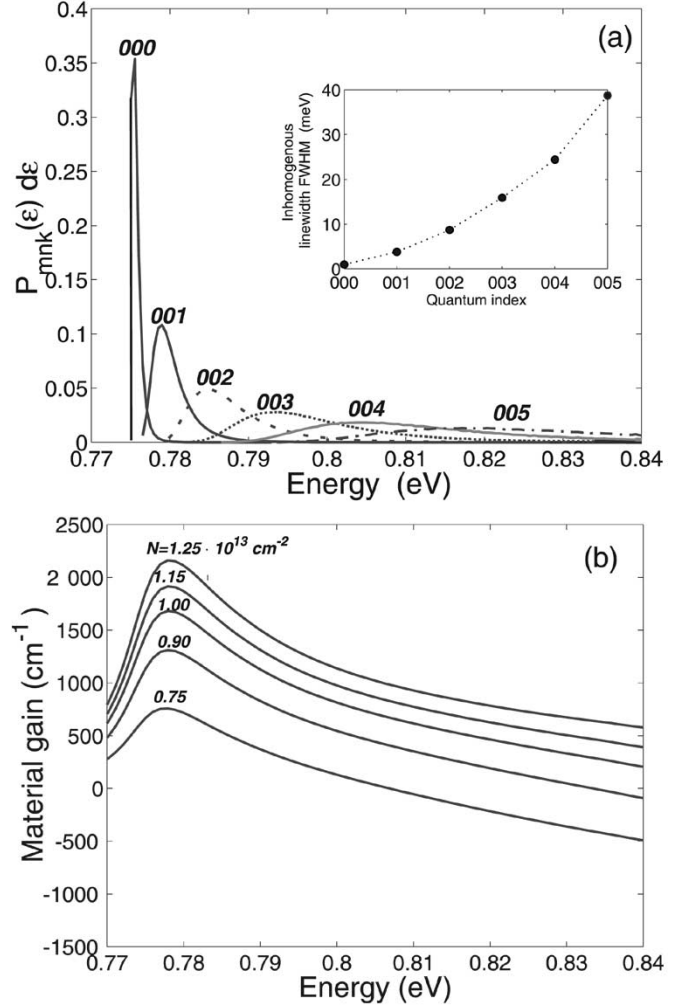 0.4
(a)
000
0.35
0.3
0.25
0.2
0.15
0.1
0.05
0
P_mnk(ε) dε
001
002
003
004
005
Inhomogenous
linewidth FWHM (meV)
40
30
20
10
0
000 001 002 003 004 005
Quantum index
0.77 0.78 0.79 0.8 0.81 0.82 0.83 0.84
Energy (eV)
2500
(b)
N=1.25 · 10^13 cm^-2
2 000
1.15
1.00
1500
0.90
1000
0.75
500
0
-500
-1000
-1500
Material gain (cm^-1)
0.77 0.78 0.79 0.8 0.81 0.82 0.83 0.84
Energy (eV)